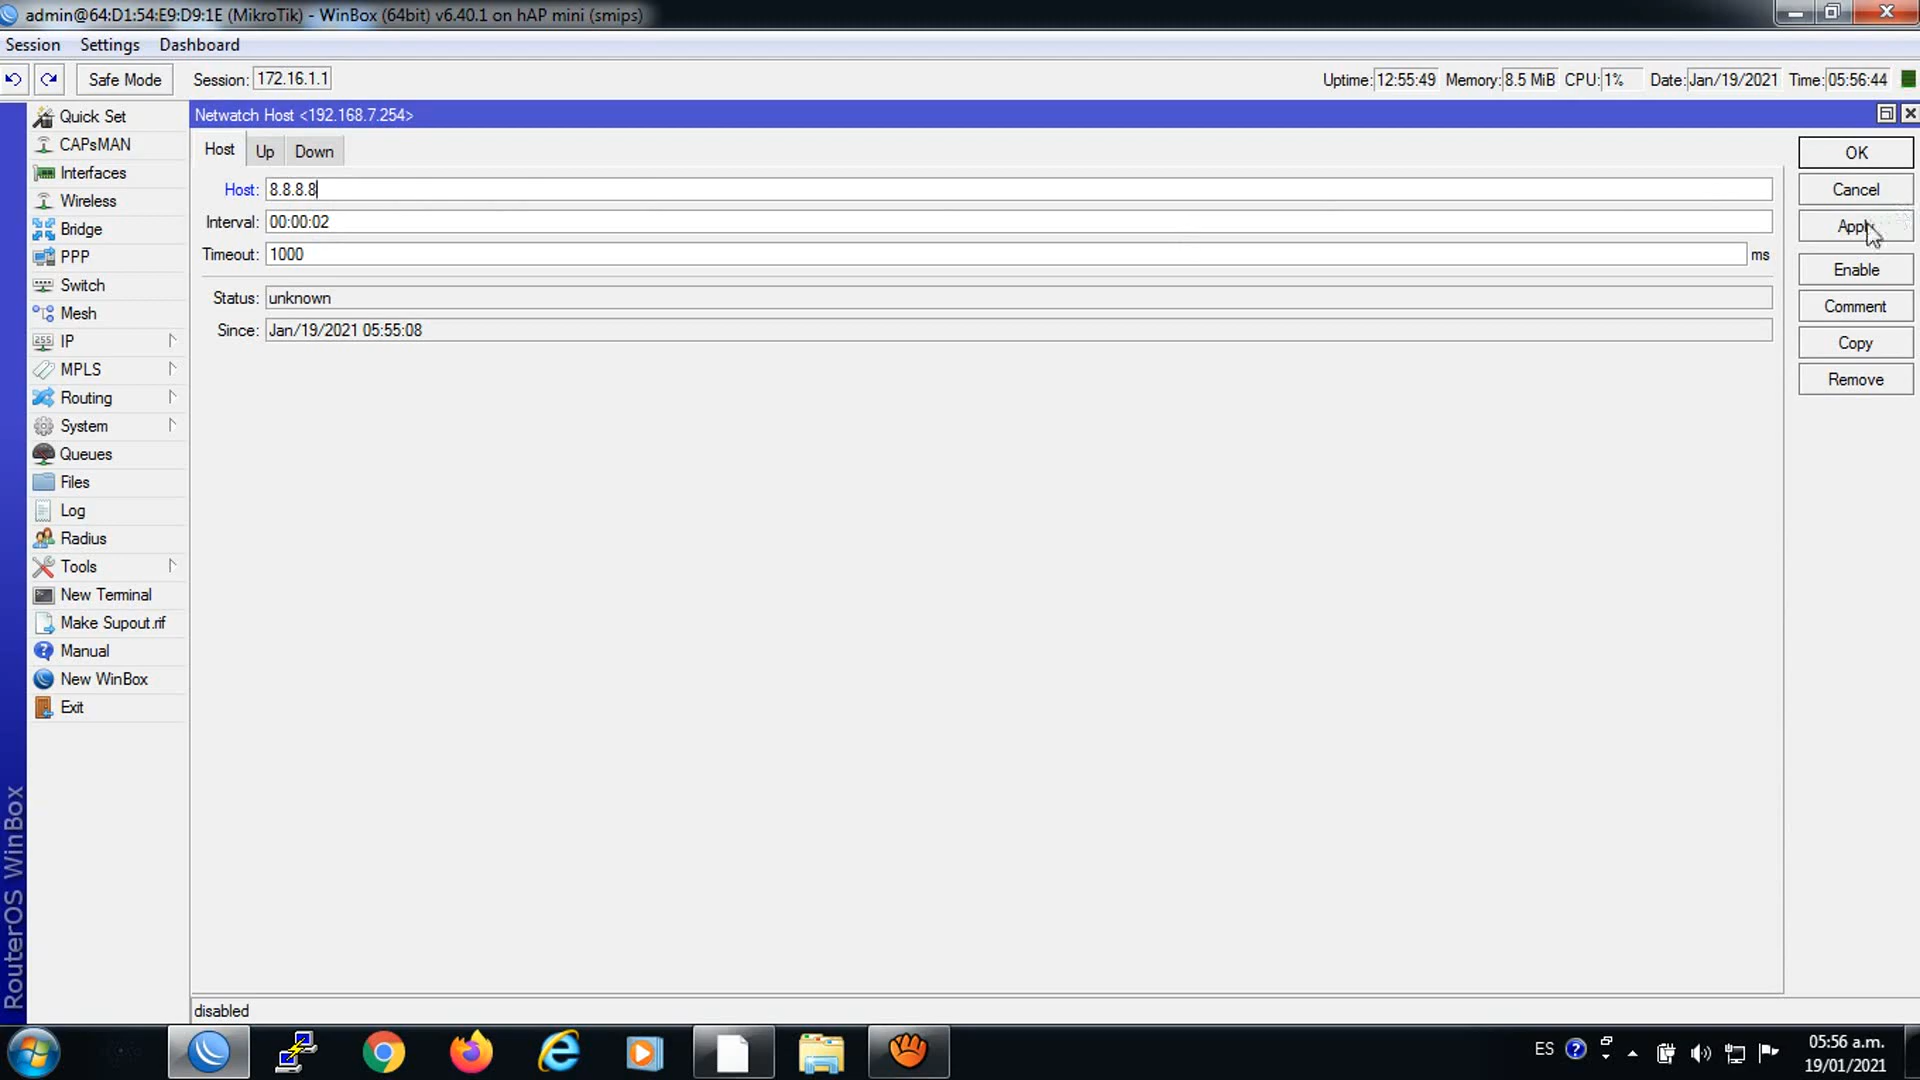 admin@64:D1:54:E9:D9:1E (MikroTik) - WinBox (64bit) v6.40.1 on hAP mini (smips)
Session Settings Dashboard
Safe Mode Session: 172.16.1.1 Uptime: 12:55:49 Memory: 8.5 MiB CPU: 1% Date: Jan/19/2021 Time: 05:56:44
Netwatch Host <192.168.7.254>
Host Up Down
Host: 8.8.8.8
Interval: 00:00:02
Timeout: 1000 ms
Status: unknown
Since: Jan/19/2021 05:55:08
OK
Cancel
Apply
Enable
Comment
Copy
Remove
Quick Set
CAPsMAN
Interfaces
Wireless
Bridge
PPP
Switch
Mesh
255 IP
MPLS
Routing
System
Queues
Files
Log
Radius
Tools
New Terminal
Make Supout.rif
Manual
New WinBox
Exit
RouterOS WinBox
disabled
ES
05:56 a.m.
19/01/2021